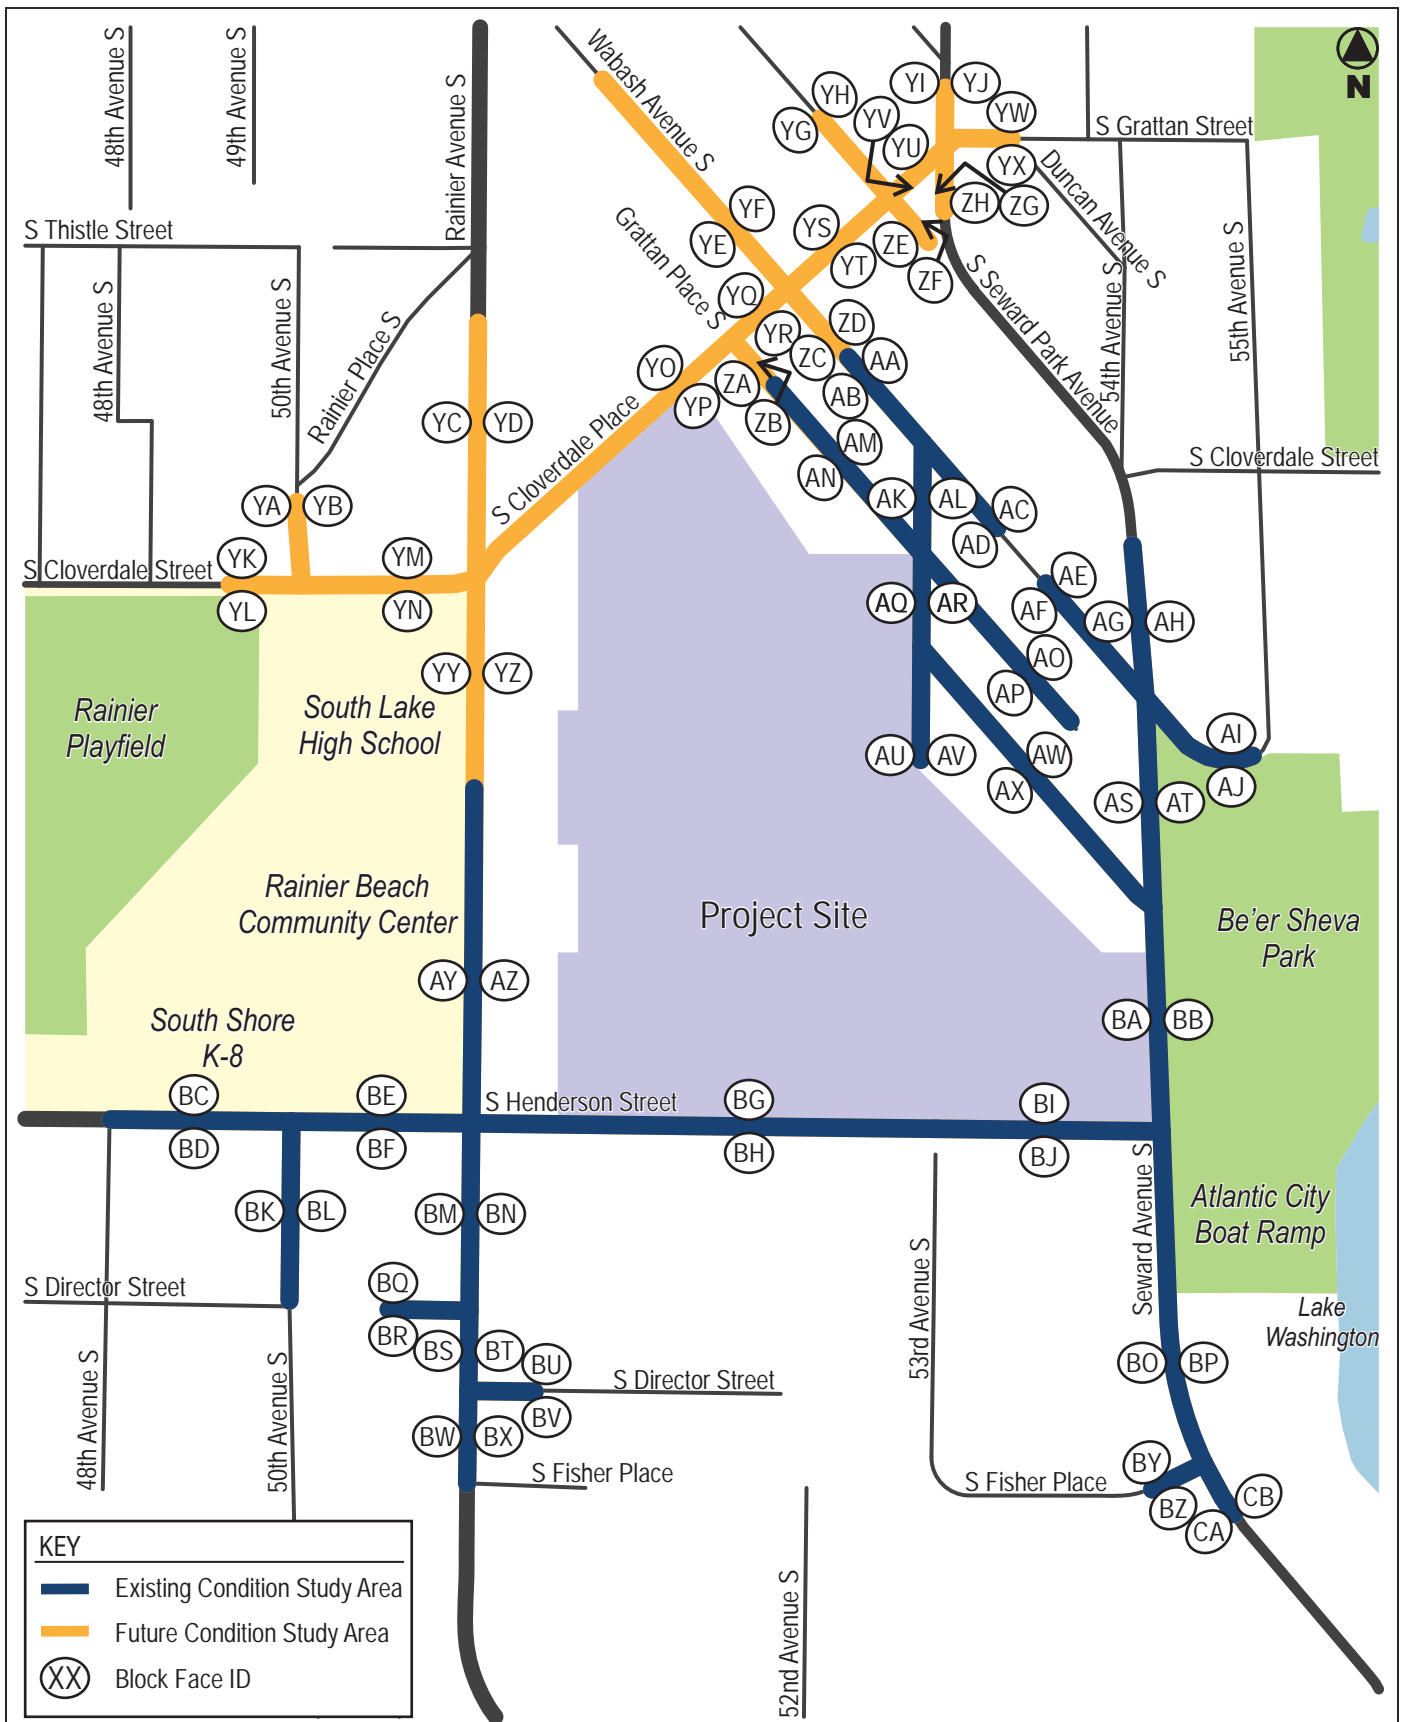 48th Avenue S
49th Avenue S
Rainier Avenue S
Wabash Avenue S
YH
YG
YV
YU
YI
YJ
YW
N
S Grattan Street
YX
Duncan Avenue S
ZH
ZG
S Thistle Street
YF
YE
YS
YT
ZE
ZF
Grattan Place S
S Seward Park Avenue
54th Avenue S
55th Avenue S
48th Avenue S
50th Avenue S
Rainier Place S
YQ
YR
ZD
ZC
AA
YO
YP
ZA
ZB
AB
AM
AN
YC
YD
S Cloverdale Place
S Cloverdale Street
YA
YB
AK
AL
AC
AD
YK
YM
S Cloverdale Street
YL
YN
AQ
AR
AE
AF
AG
AH
YY
YZ
AO
AP
Rainier
Playfield
South Lake
High School
AU
AV
AW
AX
AI
AJ
AS
AT
Rainier Beach
Community Center
Project Site
Be'er Sheva
Park
AY
AZ
South Shore
K-8
BA
BB
BC
BE
S Henderson Street
BG
BI
BD
BF
BH
BJ
Seward Avenue S
BK
BL
BM
BN
Atlantic City
Boat Ramp
S Director Street
BQ
BR
BS
BT
BU
53rd Avenue S
Lake
Washington
48th Avenue S
50th Avenue S
S Director Street
BV
BO
BP
BW
BX
S Fisher Place
S Fisher Place
BY
BZ
CA
CB
52nd Avenue S
KEY
Existing Condition Study Area
Future Condition Study Area
XX
Block Face ID